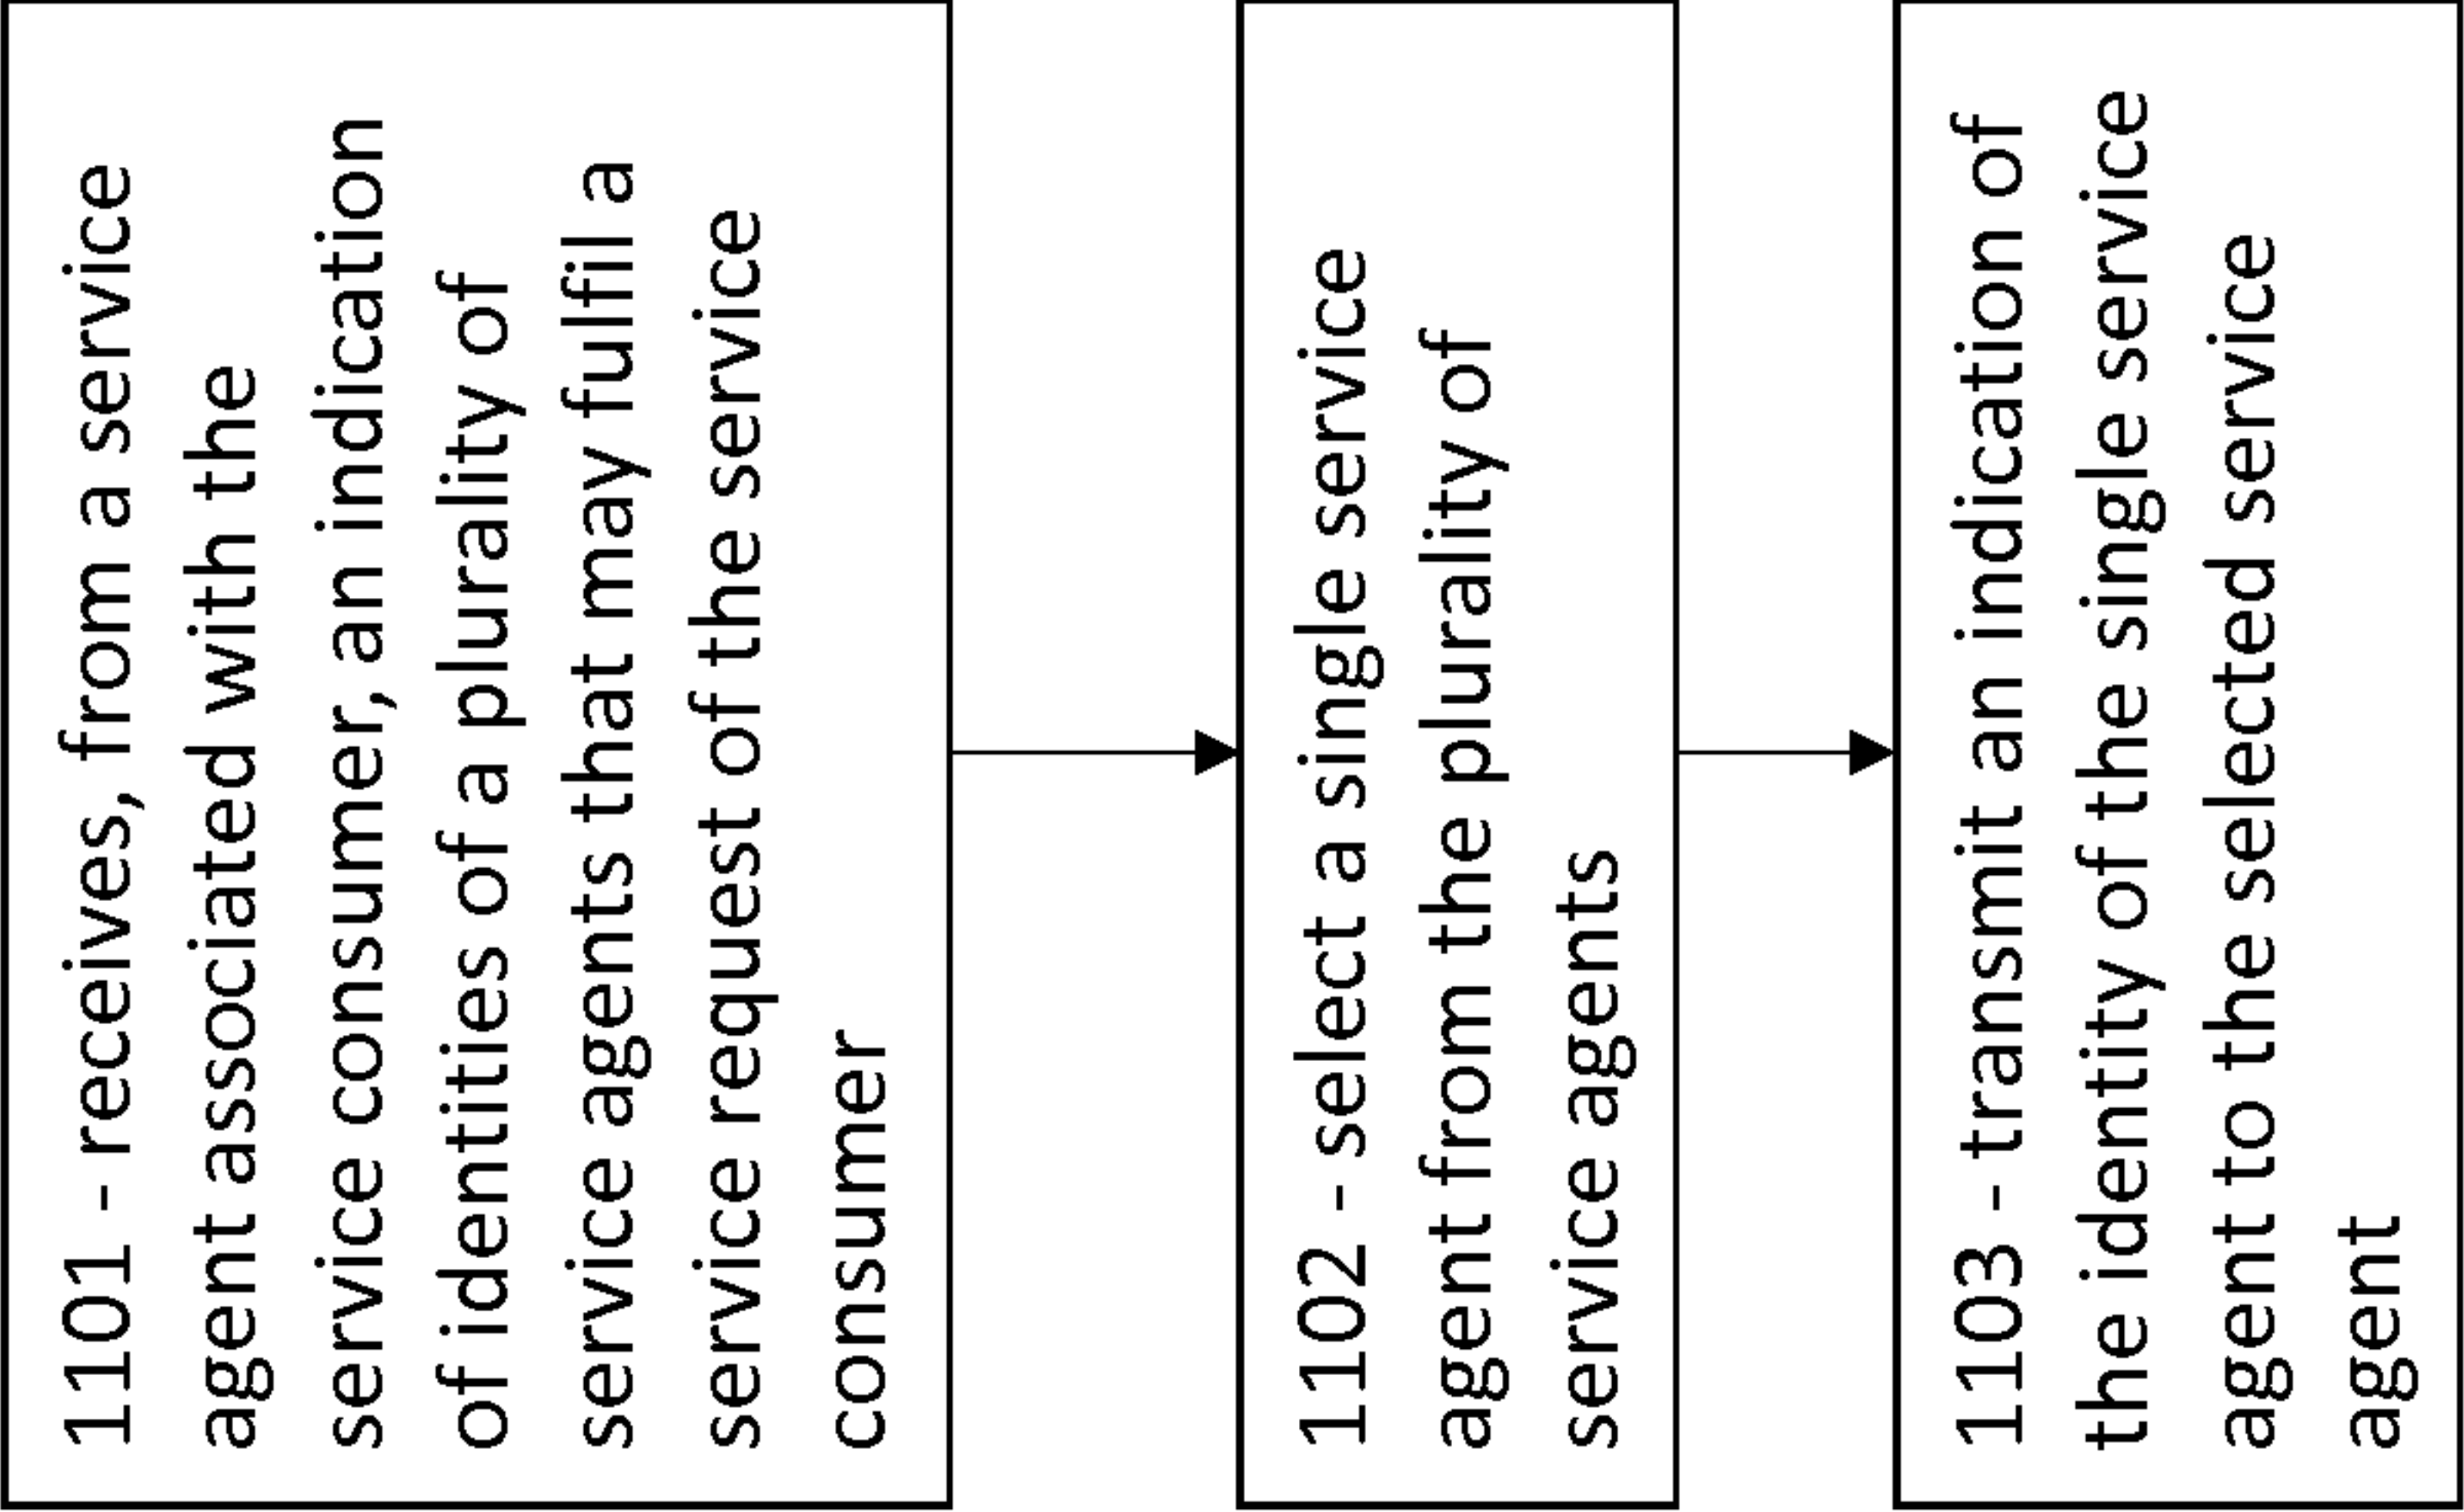 1101 - receives, from a service
agent associated with the
service consumer, an indication
of identities of a plurality of
service agents that may fulfil a
service request of the service
consumer
1102 - select a single service
agent from the plurality of
service agents
1103 - transmit an indication of
the identity of the single service
agent to the selected service
agent